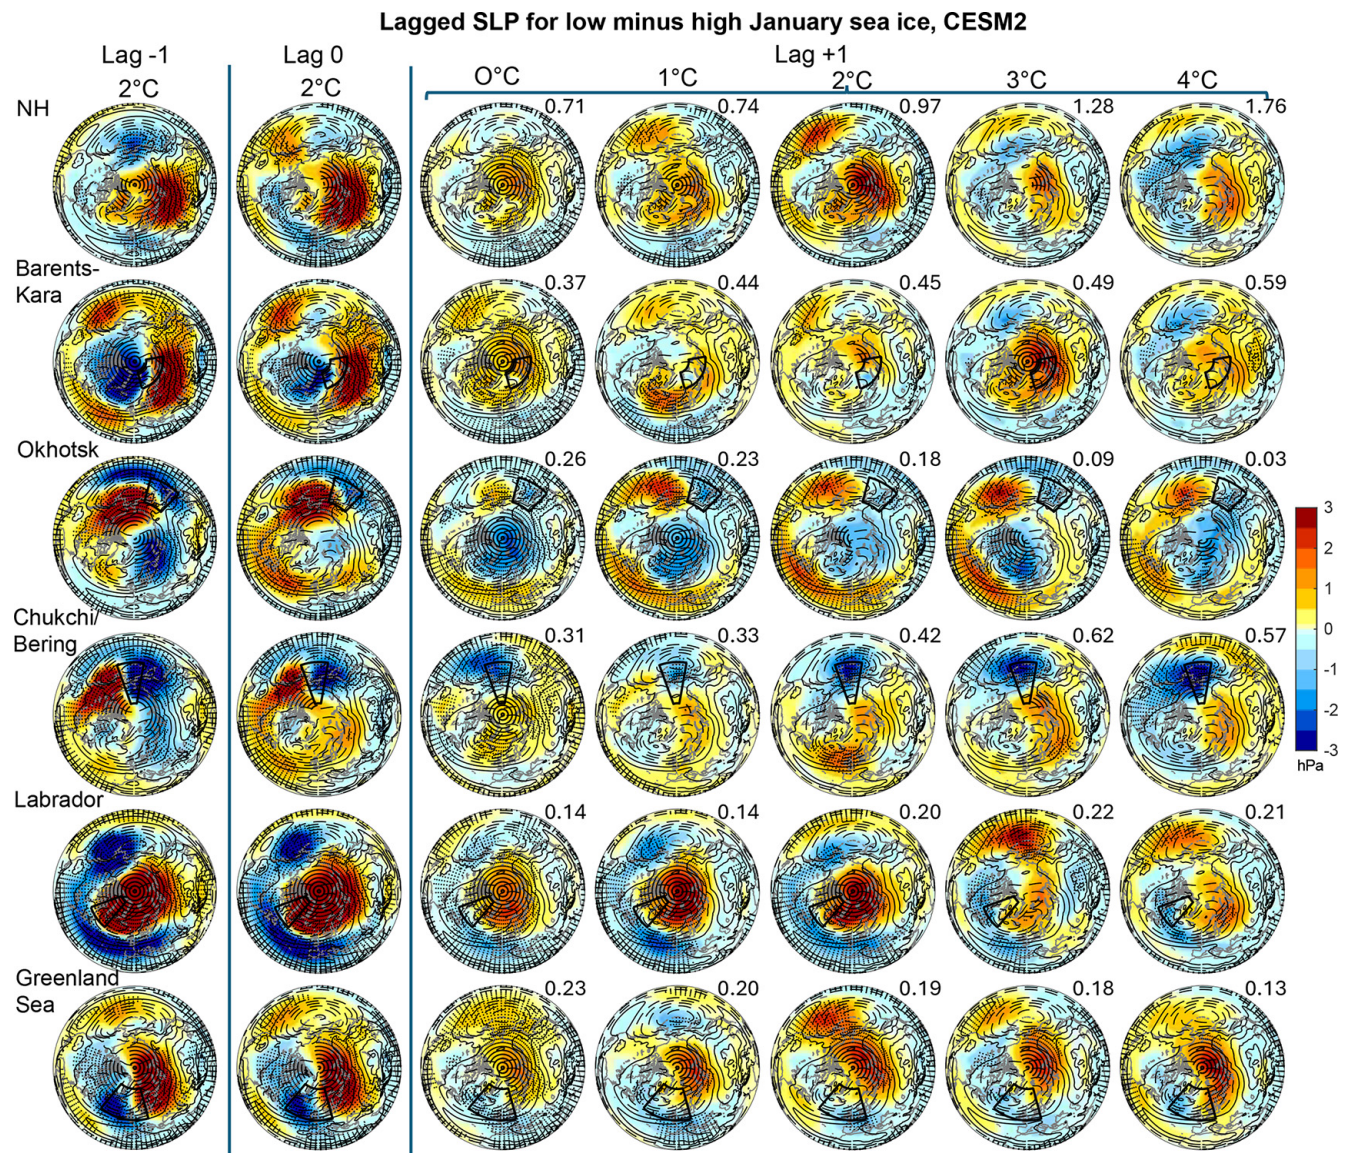 Lagged SLP for low minus high January sea ice, CESM2
Lag -1
Lag 0
Lag +1
2°C
2°C
O°C
1°C
2°C
3°C
4°C
NH
0.71
0.74
0.97
1.28
1.76
Barents-
Kara
0.37
0.44
0.45
0.49
0.59
Okhotsk
0.26
0.23
0.18
0.09
0.03
Chukchi/
Bering
0.31
0.33
0.42
0.62
0.57
Labrador
0.14
0.14
0.20
0.22
0.21
Greenland
Sea
0.23
0.20
0.19
0.18
0.13
3
2
1
0
-1
-2
-3
hPa